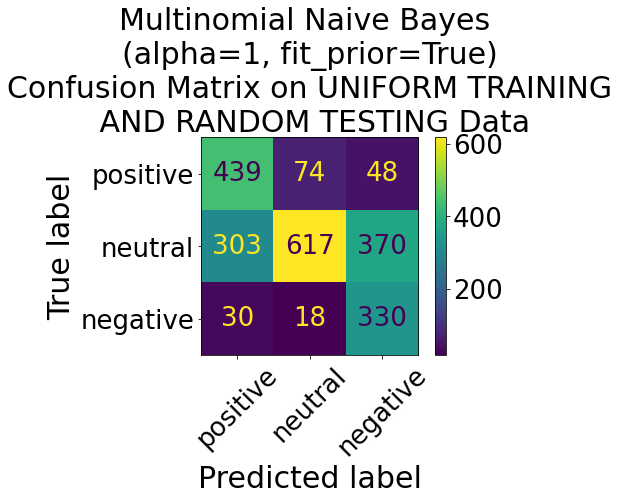 Multinomial Naive Bayes
(alpha=1, fit_prior=True)
Confusion Matrix on UNIFORM TRAINING
AND RANDOM TESTING Data
True label
positive 439 74 48
neutral 303 617 370
negative 30 18 330
positive neutral negative
Predicted label
600
400
200